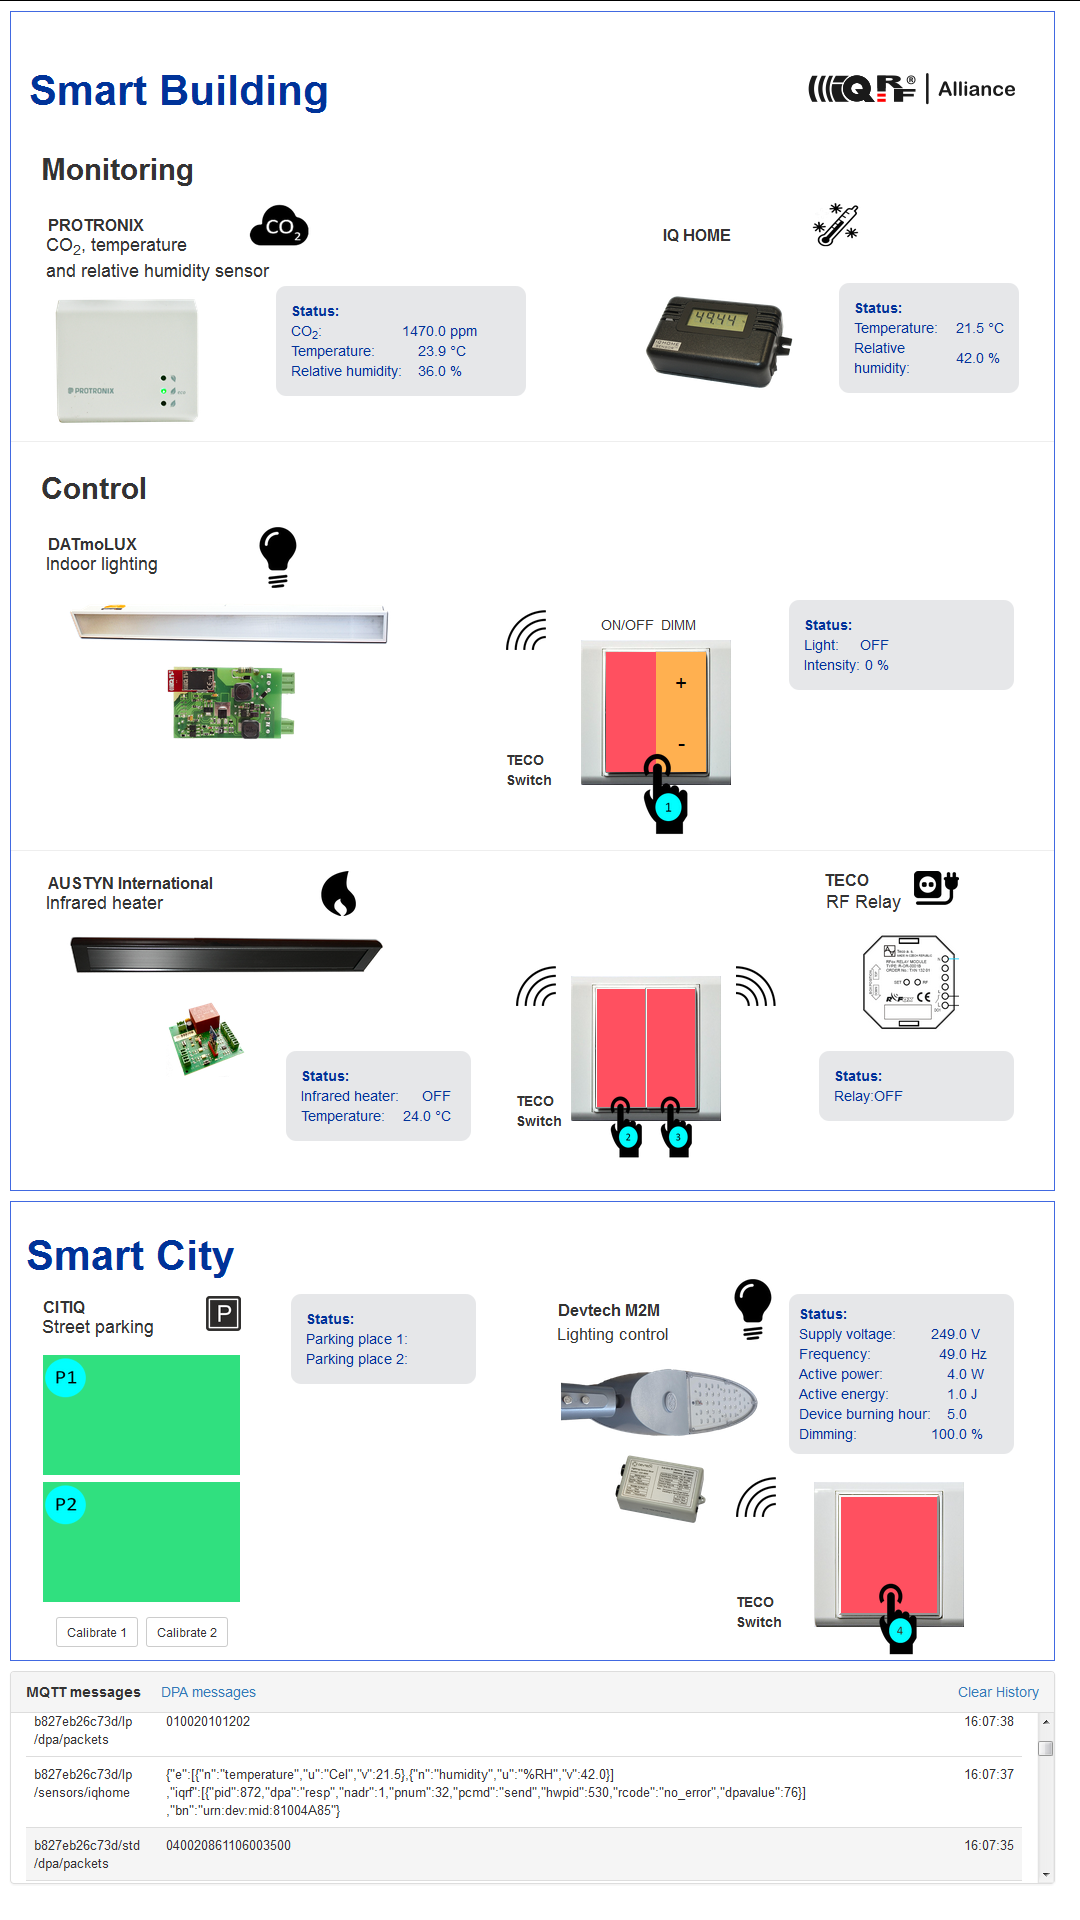 Smart Building
IQRF® | Alliance
Monitoring
PROTRONIX
CO2, temperature
and relative humidity sensor
CO2
IQ HOME
PROTRONIX
Status:
CO2: 1470.0 ppm
Temperature: 23.9 °C
Relative humidity: 36.0 %
49.44
Status:
Temperature: 21.5 °C
Relative
humidity: 42.0 %
Control
DATmoLUX
Indoor lighting
ON/OFF DIMM
+
-
1
TECO
Switch
Status:
Light: OFF
Intensity: 0 %
AUSTYN International
Infrared heater
TECO
RF Relay
Status:
Infrared heater: OFF
Temperature: 24.0 °C
TECO
Switch
2
3
Status:
Relay:OFF
Smart City
CITIQ
Street parking
P
P1
P2
Calibrate 1
Calibrate 2
Status:
Parking place 1:
Parking place 2:
Devtech M2M
Lighting control
Status:
Supply voltage: 249.0 V
Frequency: 49.0 Hz
Active power: 4.0 W
Active energy: 1.0 J
Device burning hour: 5.0
Dimming: 100.0 %
TECO
Switch
4
MQTT messages DPA messages Clear History
b827eb26c73d/lp
/dpa/packets
010020101202
16:07:38
b827eb26c73d/lp
/sensors/iqhome
{"e":[{"n":"temperature","u":"Cel","v":21.5},{"n":"humidity","u":"%RH","v":42.0}]
,"iqrf":[{"pid":872,"dpa":"resp","nadr":1,"pnum":32,"pcmd":"send","hwpid":530,"rcode":"no_error","dpavalue":76}]
,"bn":"urn:dev:mid:81004A85"}
16:07:37
b827eb26c73d/std
/dpa/packets
040020861106003500
16:07:35